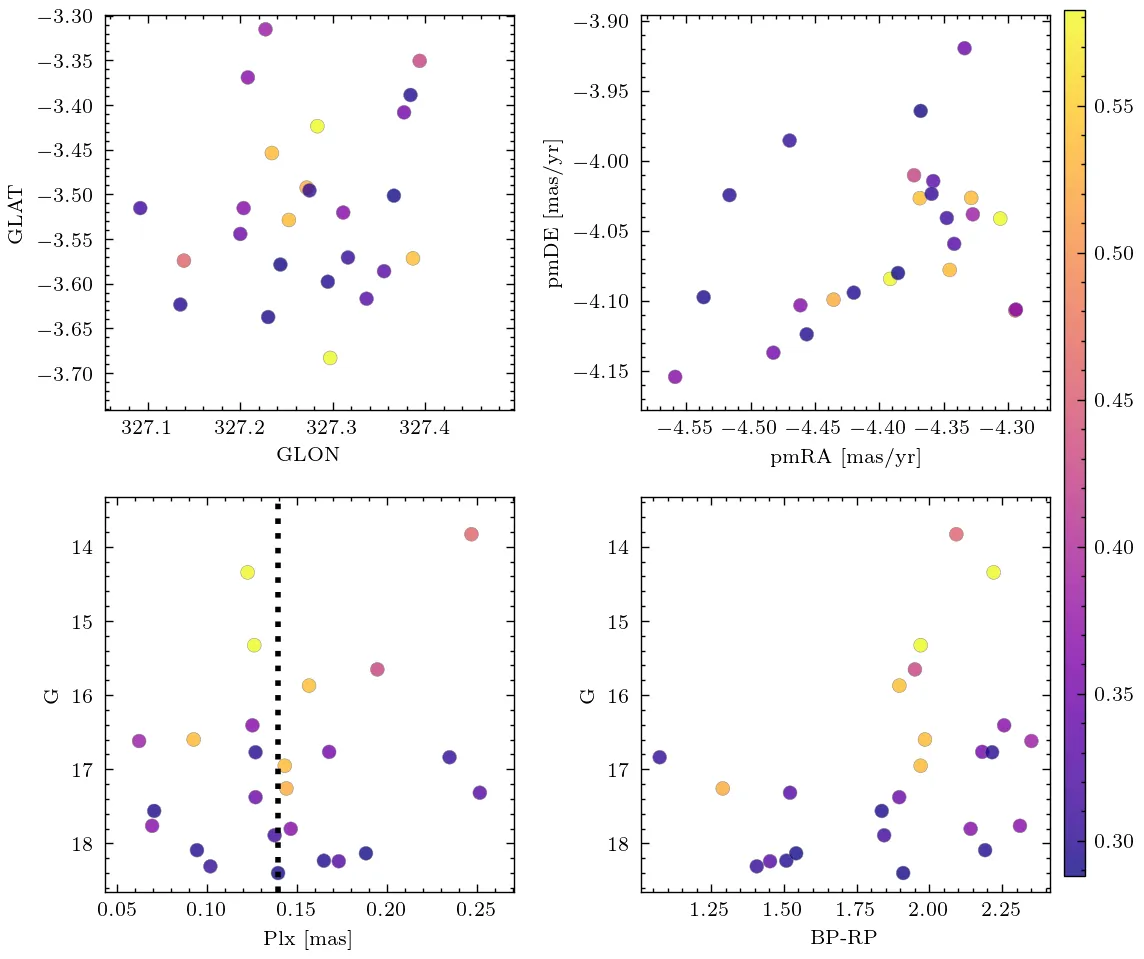 −3.30
−3.35
−3.40
−3.45
−3.50
−3.55
−3.60
−3.65
−3.70
GLAT
327.1 327.2 327.3 327.4
GLON
−3.90
−3.95
−4.00
−4.05
−4.10
−4.15
pmDE [mas/yr]
−4.55 −4.50 −4.45 −4.40 −4.35 −4.30
pmRA [mas/yr]
14
15
16
17
18
G
0.05 0.10 0.15 0.20 0.25
Plx [mas]
14
15
16
17
18
G
1.25 1.50 1.75 2.00 2.25
BP-RP
0.55
0.50
0.45
0.40
0.35
0.30